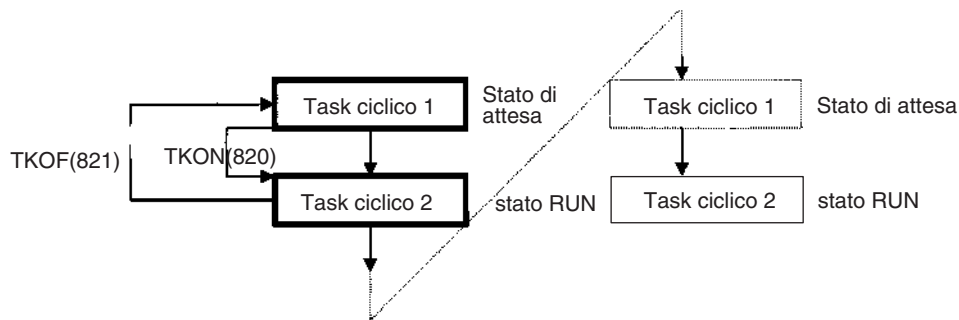 Task ciclico 1
Stato di
attesa
Task ciclico 1
Stato di attesa
TKOF(821)
TKON(820)
Task ciclico 2
stato RUN
Task ciclico 2
stato RUN